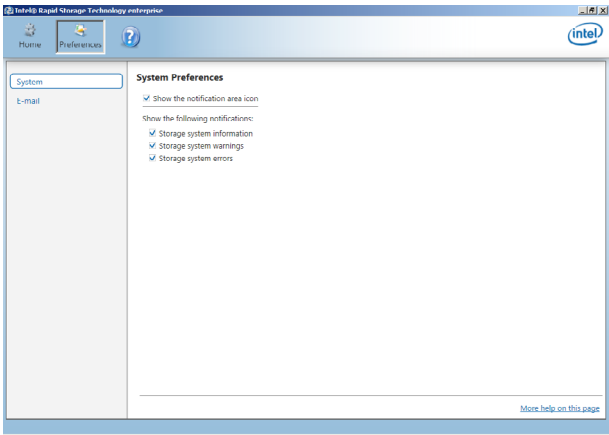 Intel® Rapid Storage Technology enterprise
Home
Preferences
?
intel
System
E-mail
System Preferences
Show the notification area icon
Show the following notifications:
Storage system information
Storage system warnings
Storage system errors
More help on this page